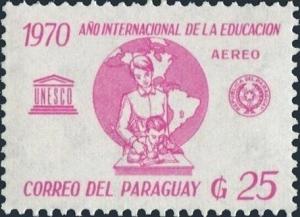 1970 AÑO INTERNACIONAL DE LA EDUCACION
AEREO
UNESCO
CORREO DEL PARAGUAY ₲ 25